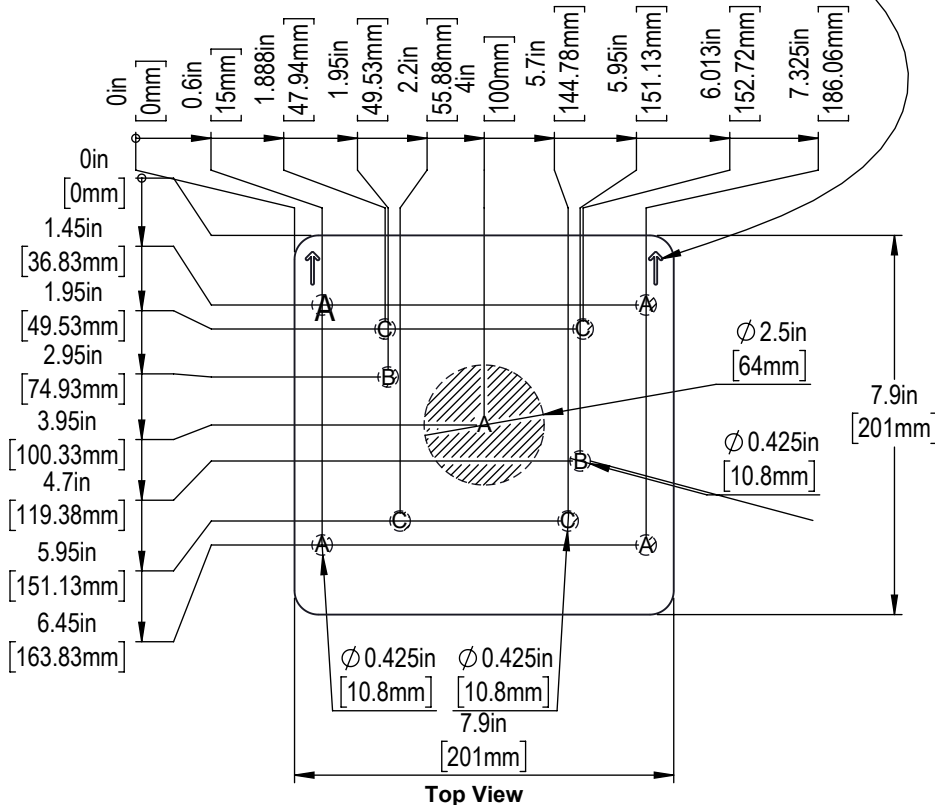 0in
[0mm]
0.6in
[15mm]
1.888in
[47.94mm]
1.95in
[49.53mm]
2.2in
[55.88mm]
4in
[100mm]
5.7in
[144.78mm]
5.95in
[151.13mm]
6.013in
[152.72mm]
7.325in
[186.06mm]
0in
[0mm]
1.45in
[36.83mm]
1.95in
[49.53mm]
2.95in
[74.93mm]
3.95in
[100.33mm]
4.7in
[119.38mm]
5.95in
[151.13mm]
6.45in
[163.83mm]
A
A
C
C
B
A
B
C
C
A
A
∅ 2.5in
[64mm]
7.9in
[201mm]
∅ 0.425in
[10.8mm]
∅ 0.425in
[10.8mm]
∅ 0.425in
[10.8mm]
7.9in
[201mm]
Top View